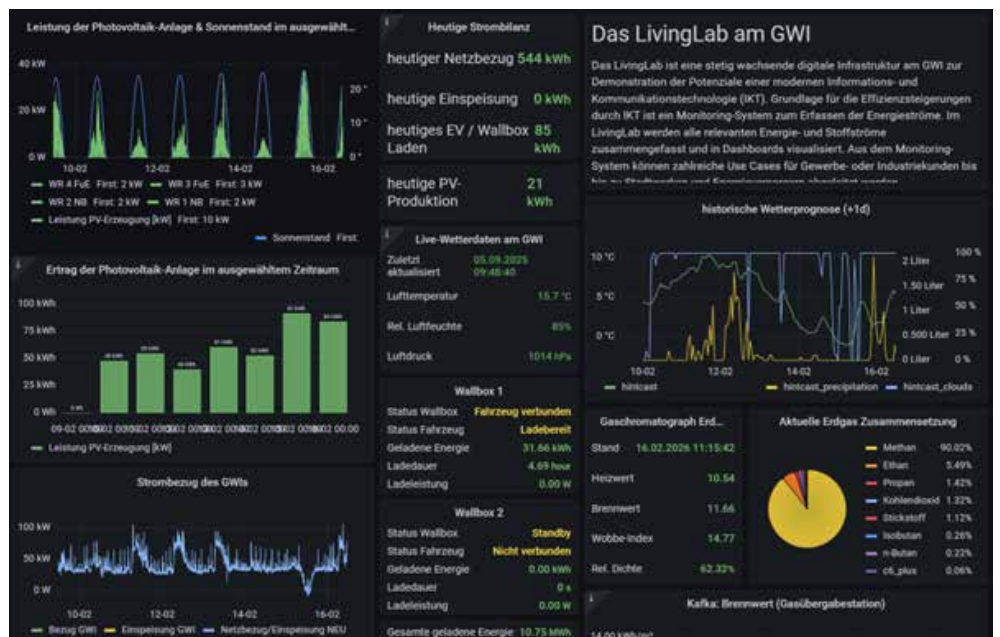 Leistung der Photovoltaik-Anlage & Sonnenstand im ausgewählt...
40 kW
20 kW
0 W
20°
10°
0°
10-02
12-02
14-02
16-02
WR 4 FuE First: 2 kW
WR 3 FuE First: 3 kW
WR 2 NB First: 2 kW
WR 1 NB First: 2 kW
Leistung PV-Erzeugung [kW] First: 10 kW
Sonnenstand First:
Ertrag der Photovoltaik-Anlage im ausgewähltem Zeitraum
100 kWh
75 kWh
50 kWh
25 kWh
0 Wh
Leistung PV-Erzeugung [kW]
Strombezug des GWIs
100 kW
50 kW
0 W
10-02
12-02
14-02
16-02
Bezug GWI
Einspeisung GWI
Netzbezug/Einspeisung NEU
Heutige Strombilanz
heutiger Netzbezug 544 kWh
heutige Einspeisung 0 kWh
heutiges EV / Wallbox 85
Laden kWh
heutige PV- 21
Produktion kWh
Live-Wetterdaten am GWI
Zuletzt 05.09.2025
aktualisiert 09:48:40
Lufttemperatur 15.7 °C
Rel. Luftfeuchte 85%
Luftdruck 1014 hPa
Wallbox 1
Status Wallbox Fahrzeug verbunden
Status Fahrzeug Ladebereit
Geladene Energie 31.66 kWh
Ladedauer 4.69 hour
Ladeleistung 0.00 W
Wallbox 2
Status Wallbox Standby
Status Fahrzeug Nicht verbunden
Geladene Energie 0.00 kWh
Ladedauer 0 s
Ladeleistung 0.00 W
Gesamte geladene Energie 10.75 MWh
Das LivingLab am GWI
Das LivingLab ist eine stetig wachsende digitale Infrastruktur am GWI zur
Demonstration der Potenziale einer modernen Informations- und
Kommunikationstechnologie (IKT). Grundlage für die Effizienzsteigerungen
durch IKT ist ein Monitoring-System zum Erfassen der Energieströme. Im
LivingLab werden alle relevanten Energie- und Stoffströme
zusammengefasst und in Dashboards visualisiert. Aus dem Monitoring-
System können zahlreiche Use Cases für Gewerbe- oder Industriekunden bis
hin zu Stadtwerken und Energieversorgern abgeleitet werden
historische Wetterprognose (+1d)
10 °C
5 °C
0 °C
2 Liter
1.50 Liter
1 Liter
0.500 Liter
0 Liter
100 %
75 %
50 %
25 %
0 %
10-02
12-02
14-02
16-02
hintcast
hintcast_precipitation
hintcast_clouds
Gaschromatograph Erd...
Stand 16.02.2026 11:15:42
Heizwert 10.54
Brennwert 11.66
Wobbe-Index 14.77
Rel. Dichte 62.32%
Aktuelle Erdgas Zusammensetzung
Methan 90.02%
Ethan 5.49%
Propan 1.42%
Kohlendioxid 1.32%
Stickstoff 1.12%
Isobutan 0.26%
n-Butan 0.22%
c6_plus 0.06%
Kafka: Brennwert (Gasübergabestation)